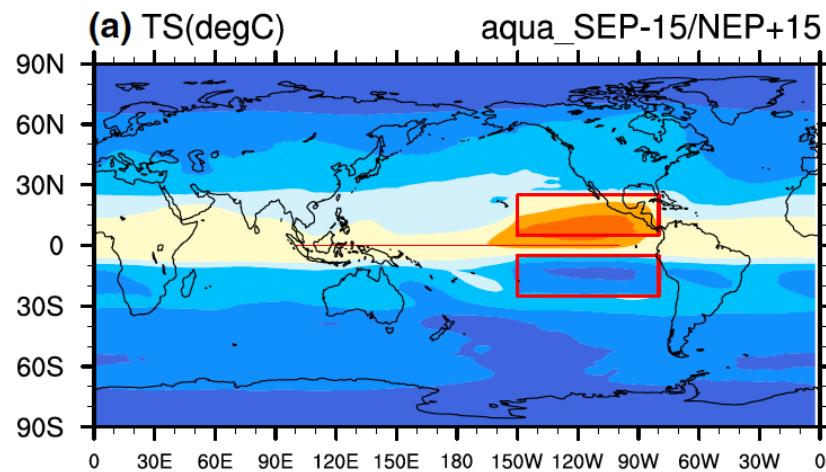 (a) TS(degC) aqua_SEP-15/NEP+15
90N
60N
30N
0
30S
60S
90S
0 30E 60E 90E 120E 150E 180 150W 120W 90W 60W 30W 0